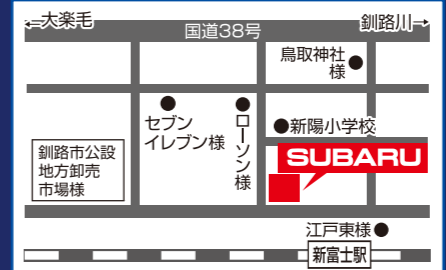 ←大楽毛
釧路川→
国道38号
鳥取神社
様
セブン
イレブン様
ローソン様
新陽小学校
釧路市公設
地方卸売
市場様
SUBARU
江戸東様
新富士駅